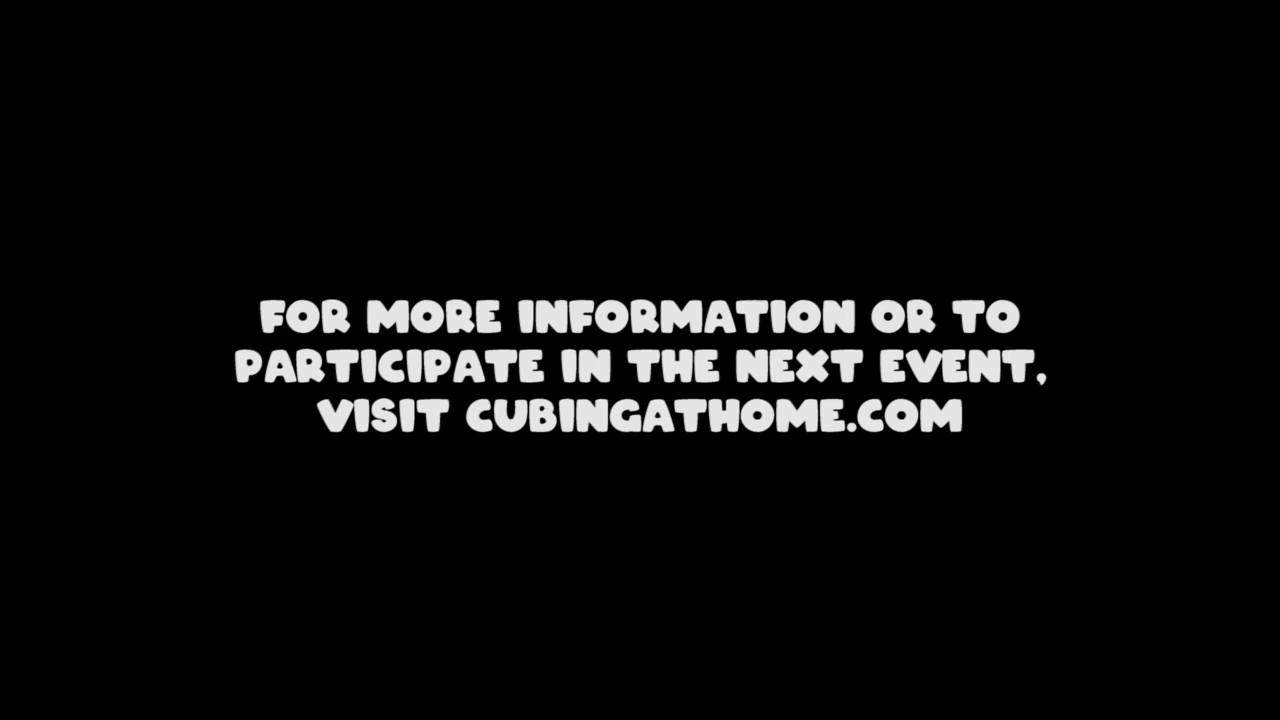 FOR MORE INFORMATION OR TO
PARTICIPATE IN THE NEXT EVENT,
VISIT CUBINGATHOME.COM